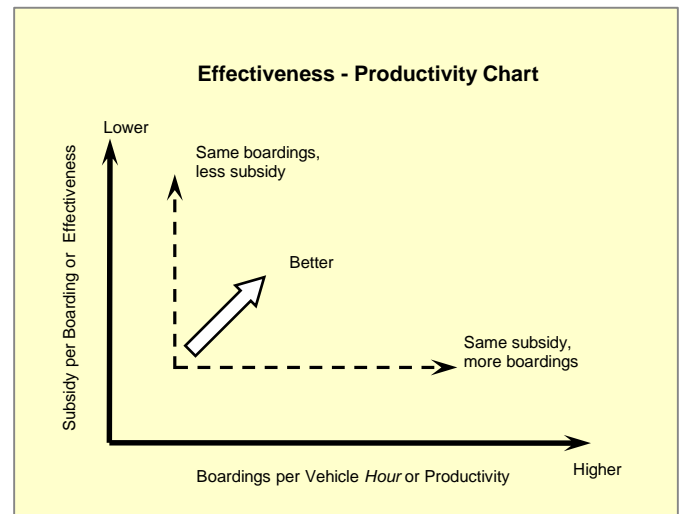 Effectiveness - Productivity Chart
Lower
Same boardings,
less subsidy
Subsidy per Boarding or Effectiveness
Better
Same subsidy,
more boardings
Boardings per Vehicle Hour or Productivity
Higher